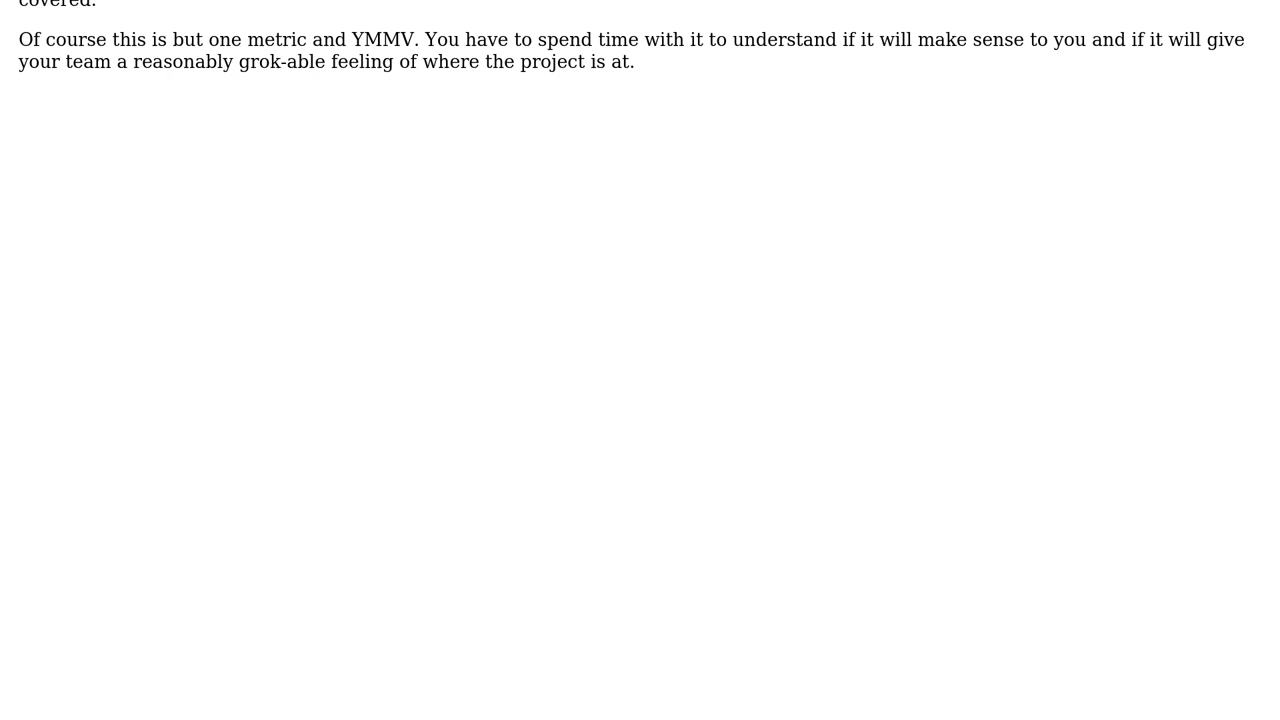 covered.
Of course this is but one metric and YMMV. You have to spend time with it to understand if it will make sense to you and if it will give
your team a reasonably grok-able feeling of where the project is at.